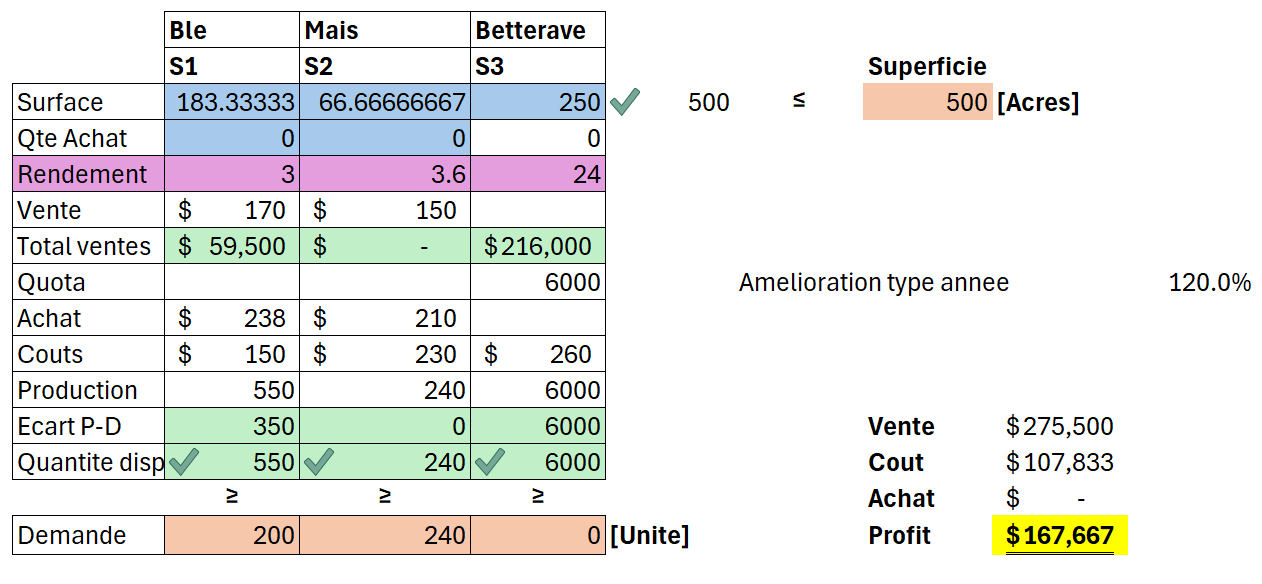 Ble Mais Betterave
S1 S2 S3 Superficie
Surface 183.33333 66.66666667 250 500 ≤ 500 [Acres]
Qte Achat 0 0 0
Rendement 3 3.6 24
Vente $ 170 $ 150
Total ventes $ 59,500 $ - $216,000
Quota 6000 Amelioration type annee 120.0%
Achat $ 238 $ 210
Couts $ 150 $ 230 $ 260
Production 550 240 6000
Ecart P-D 350 0 6000 Vente $275,500
Quantite disp 550 240 6000 Cout $107,833
≥ ≥ ≥ Achat $ -
Demande 200 240 0 [Unite] Profit $167,667